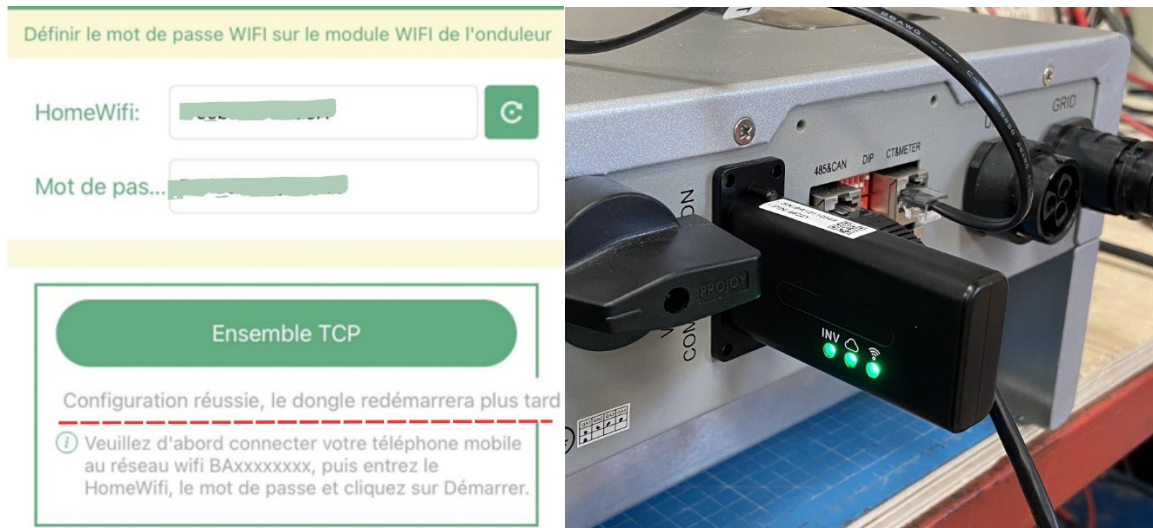 Définir le mot de passe WIFI sur le module WIFI de l'onduleur
HomeWifi:
Mot de pas...
Ensemble TCP
Configuration réussie, le dongle redémarrera plus tard
Veuillez d'abord connecter votre téléphone mobile
au réseau wifi BAxxxxxxxx, puis entrez le
HomeWifi, le mot de passe et cliquez sur Démarrer.
GRID
485&CAN
DIP
CT&METER
PROJOY
COM
INV